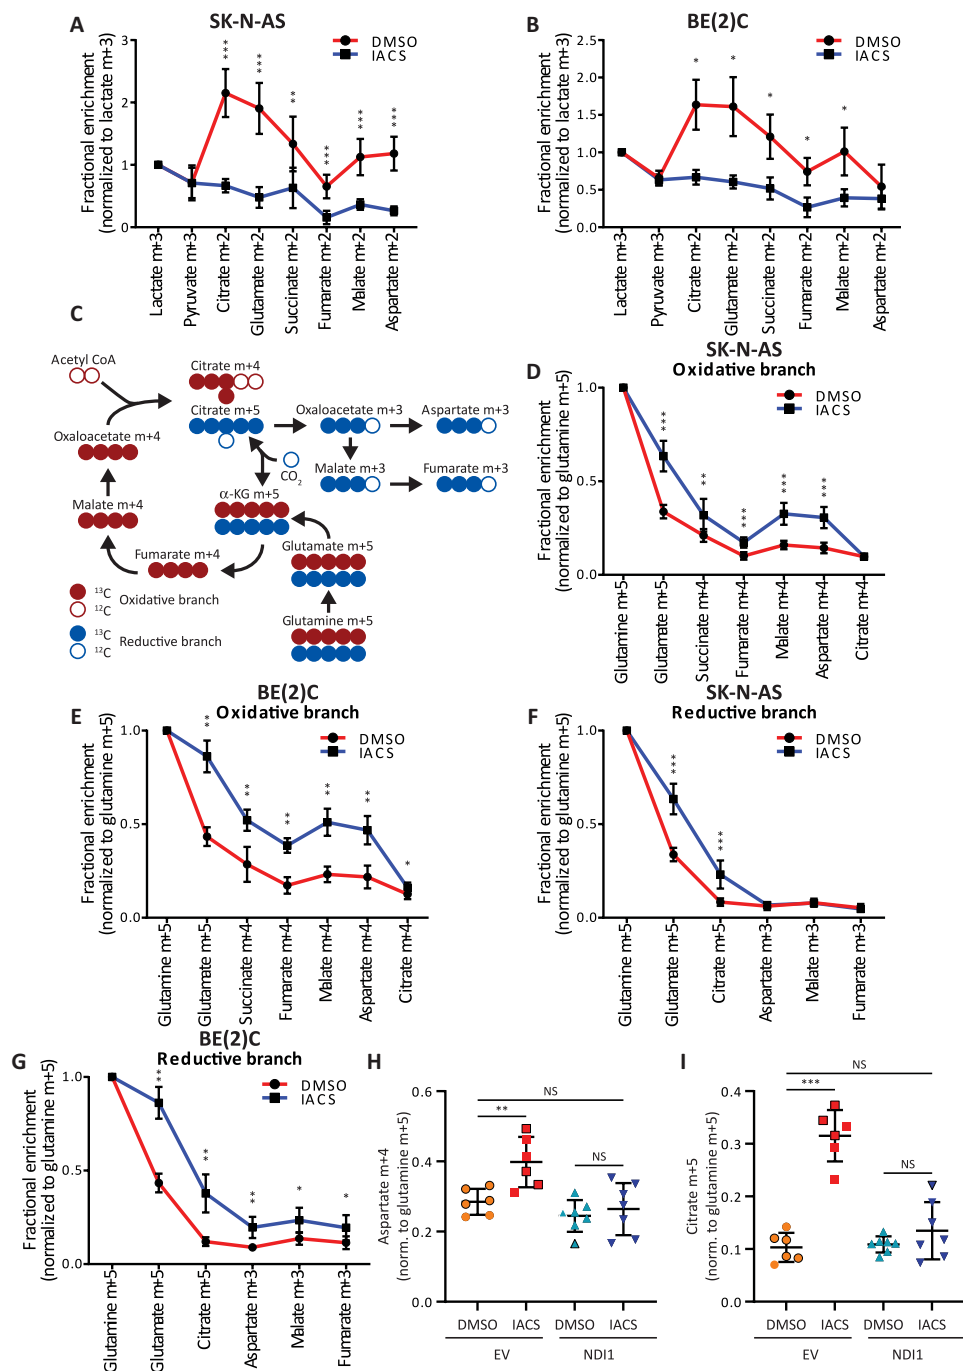 A
SK-N-AS
Fractional enrichment
(normalized to lactate m+3)
3
2
1
0
DMSO
IACS
***
***
**
***
***
***
Lactate m+3
Pyruvate m+3
Citrate m+2
Glutamate m+2
Succinate m+2
Fumarate m+2
Malate m+2
Aspartate m+2
B
BE(2)C
Fractional enrichment
(normalized to lactate m+3)
2.5
2.0
1.5
1.0
0.5
0.0
DMSO
IACS
*
*
*
*
*
Lactate m+3
Pyruvate m+3
Citrate m+2
Glutamate m+2
Succinate m+2
Fumarate m+2
Malate m+2
Aspartate m+2
C
Acetyl CoA
Citrate m+4
Citrate m+5
Oxaloacetate m+3
Aspartate m+3
Oxaloacetate m+4
CO2
Malate m+3
Fumarate m+3
α-KG m+5
Malate m+4
Glutamate m+5
Fumarate m+4
13C
12C
Oxidative branch
13C
12C
Reductive branch
Glutamine m+5
D
SK-N-AS
Oxidative branch
Fractional enrichment
(normalized to glutamine m+5)
1.0
0.5
0.0
DMSO
IACS
***
**
***
***
***
Glutamine m+5
Glutamate m+5
Succinate m+4
Fumarate m+4
Malate m+4
Aspartate m+4
Citrate m+4
E
BE(2)C
Oxidative branch
Fractional enrichment
(normalized to glutamine m+5)
1.0
0.5
0.0
DMSO
IACS
**
**
**
**
**
*
Glutamine m+5
Glutamate m+5
Succinate m+4
Fumarate m+4
Malate m+4
Aspartate m+4
Citrate m+4
F
SK-N-AS
Reductive branch
Fractional enrichment
(normalized to glutamine m+5)
1.0
0.5
0.0
DMSO
IACS
***
***
Glutamine m+5
Glutamate m+5
Citrate m+5
Aspartate m+3
Malate m+3
Fumarate m+3
G
BE(2)C
Reductive branch
Fractional enrichment
(normalized to glutamine m+5)
1.0
0.5
0.0
DMSO
IACS
**
**
**
*
*
Glutamine m+5
Glutamate m+5
Citrate m+5
Aspartate m+3
Malate m+3
Fumarate m+3
H
Aspartate m+4
(norm. to glutamine m+5)
0.6
0.4
0.2
0.0
NS
**
NS
DMSO
IACS
DMSO
IACS
EV
NDI1
I
Citrate m+5
(norm. to glutamine m+5)
0.4
0.3
0.2
0.1
0.0
NS
***
NS
DMSO
IACS
DMSO
IACS
EV
NDI1